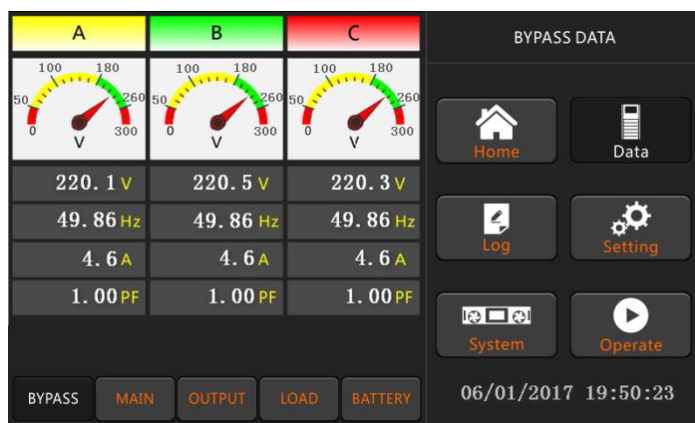 A B C
100 180 100 180 100 180
50 260 50 260 50 260
0 300 0 300 0 300
V V V
220.1 V 220.5 V 220.3 V
49.86 Hz 49.86 Hz 49.86 Hz
4.6 A 4.6 A 4.6 A
1.00 PF 1.00 PF 1.00 PF
BYPASS MAIN OUTPUT LOAD BATTERY
BYPASS DATA
Home Data
Log Setting
System Operate
06/01/2017 19:50:23